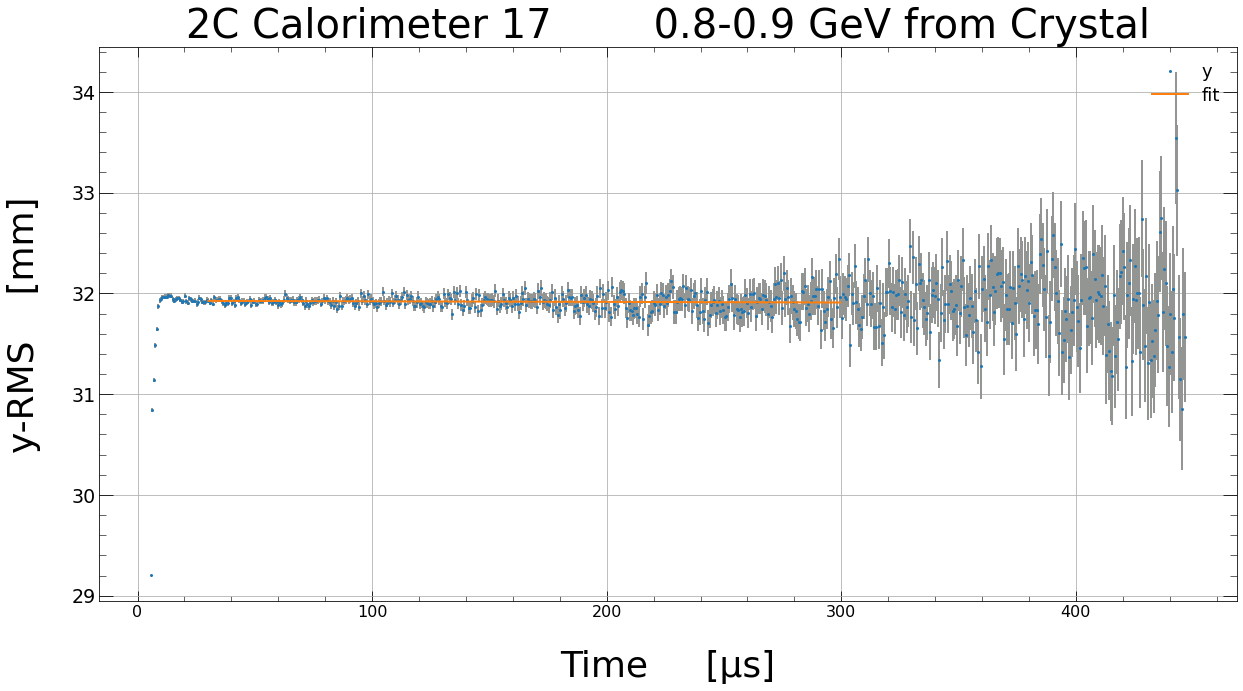 2C Calorimeter 17 0.8-0.9 GeV from Crystal
y
fit
34
33
32
31
30
29
y-RMS [mm]
0 100 200 300 400
Time [μs]